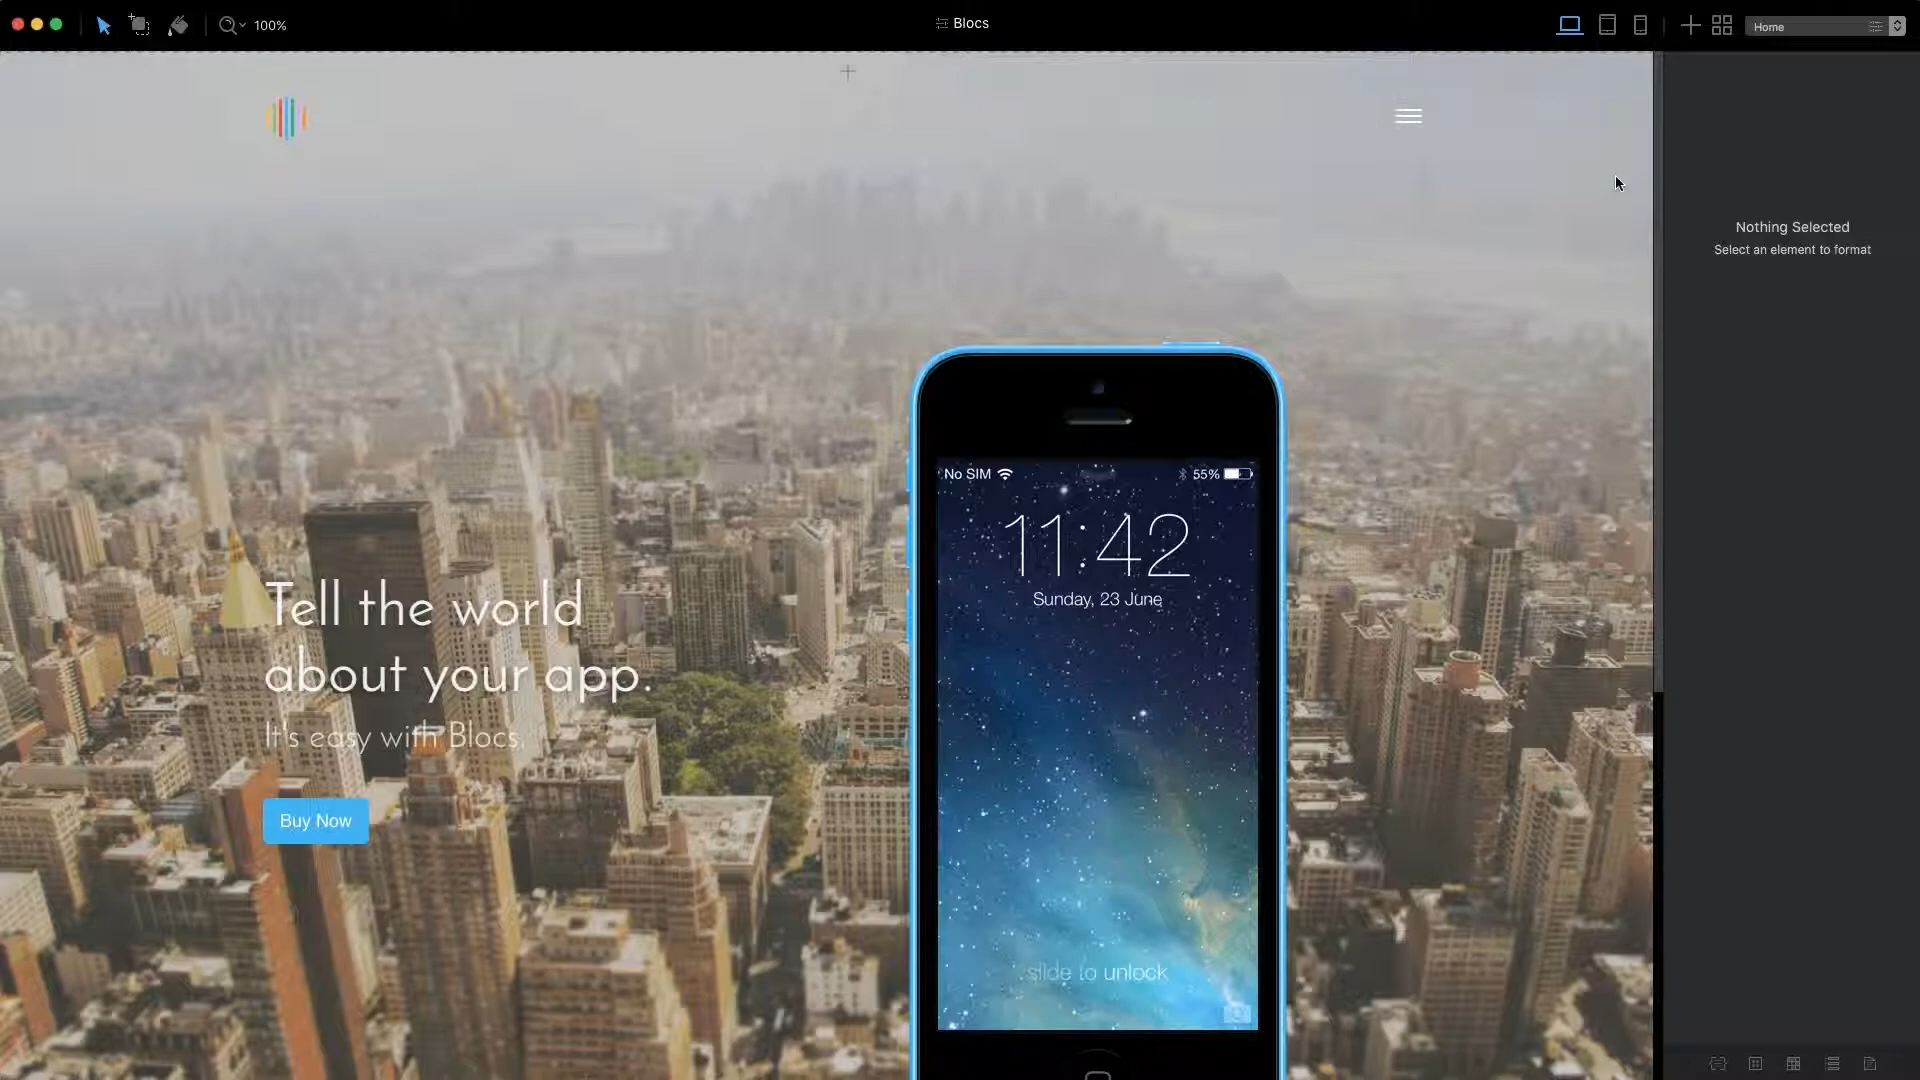 100%
Blocs
Home
Nothing Selected
Select an element to format
No SIM
55%
11:42
Sunday, 23 June
Tell the world
about your app.
It's easy with Blocs.
Buy Now
slide to unlock